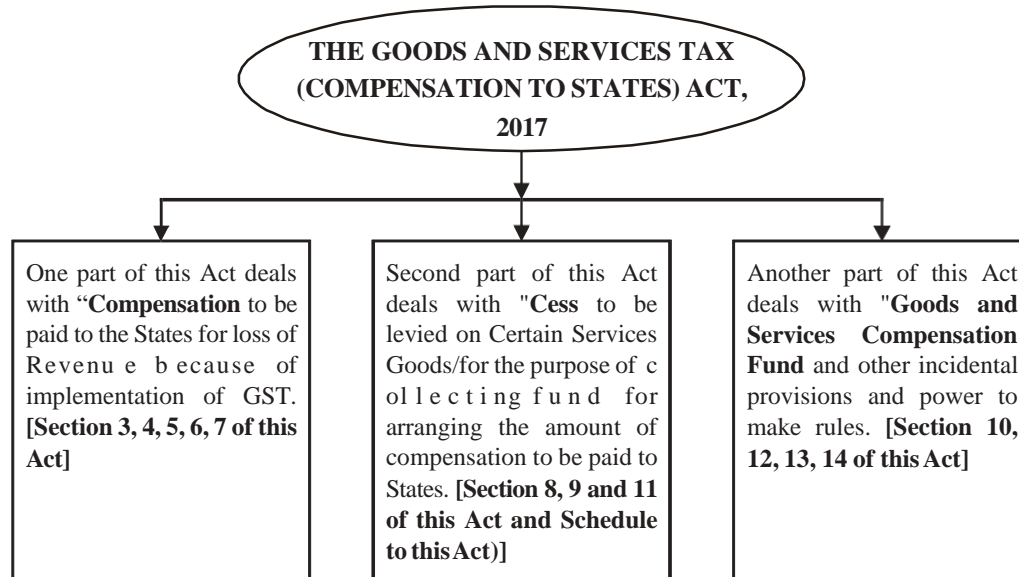 THE GOODS AND SERVICES TAX
(COMPENSATION TO STATES) ACT,
2017
One part of this Act deals
with “Compensation to be
paid to the States for loss of
Revenu e b ecause of
implementation of GST.
[Section 3, 4, 5, 6, 7 of this
Act]
Second part of this Act
deals with "Cess to be
levied on Certain Services
Goods/for the purpose of c
ol lec ting f u n d for
arranging the amount of
compensation to be paid to
States. [Section 8, 9 and 11
of this Act and Schedule
to this Act)]
Another part of this Act
deals with "Goods and
Services Compensation
Fund and other incidental
provisions and power to
make rules. [Section 10,
12, 13, 14 of this Act]